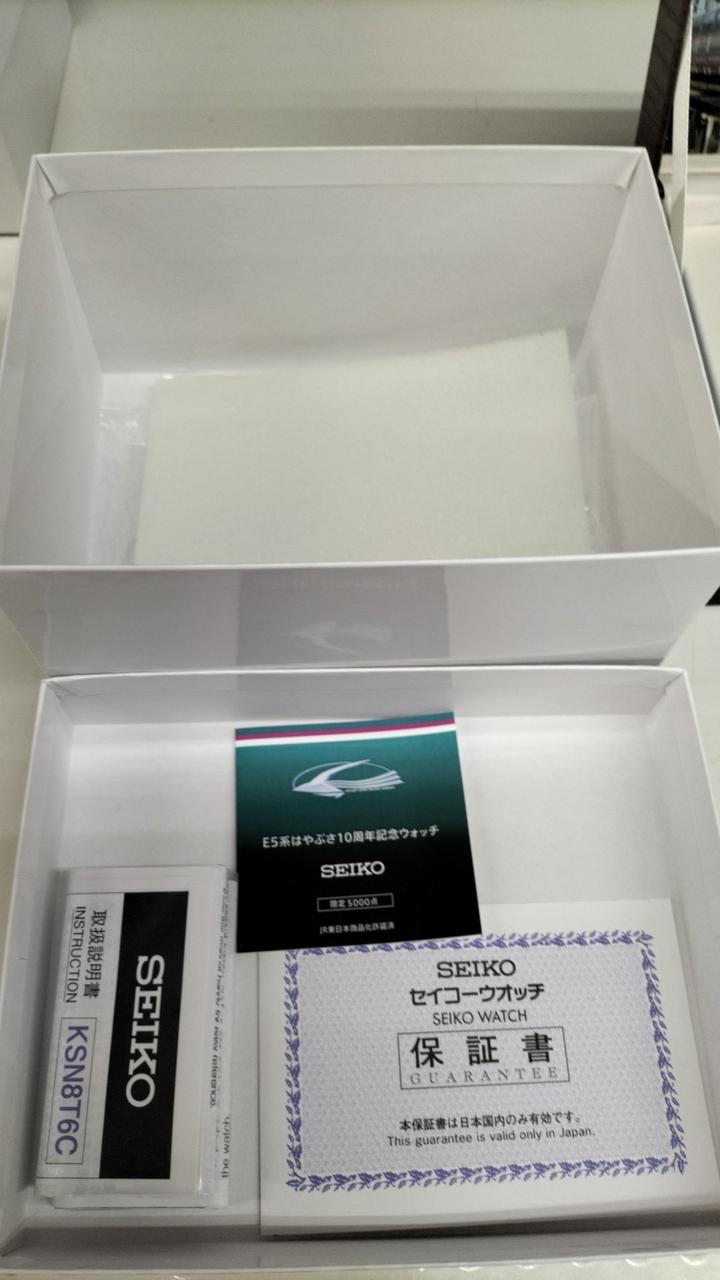 E5系はやぶさ10周年記念ウォッチ
SEIKO
限定5000点
JR東日本商品化許諾済
取扱説明書
INSTRUCTION
KSN8T6C
SEIKO
SEIKO
セイコーウオッチ
SEIKO WATCH
保証書
GUARANTEE
本保証書は日本国内のみ有効です。
This guarantee is valid only in Japan.